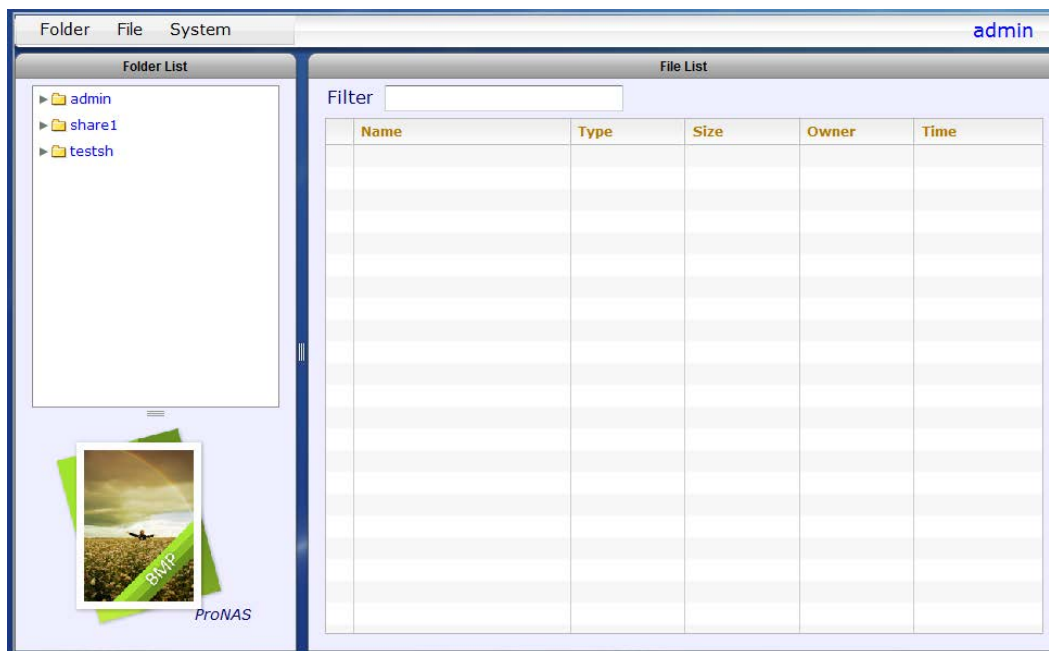 Folder File System admin
Folder List
admin
share1
testsh
BMP
ProNAS
File List
Filter
Name Type Size Owner Time